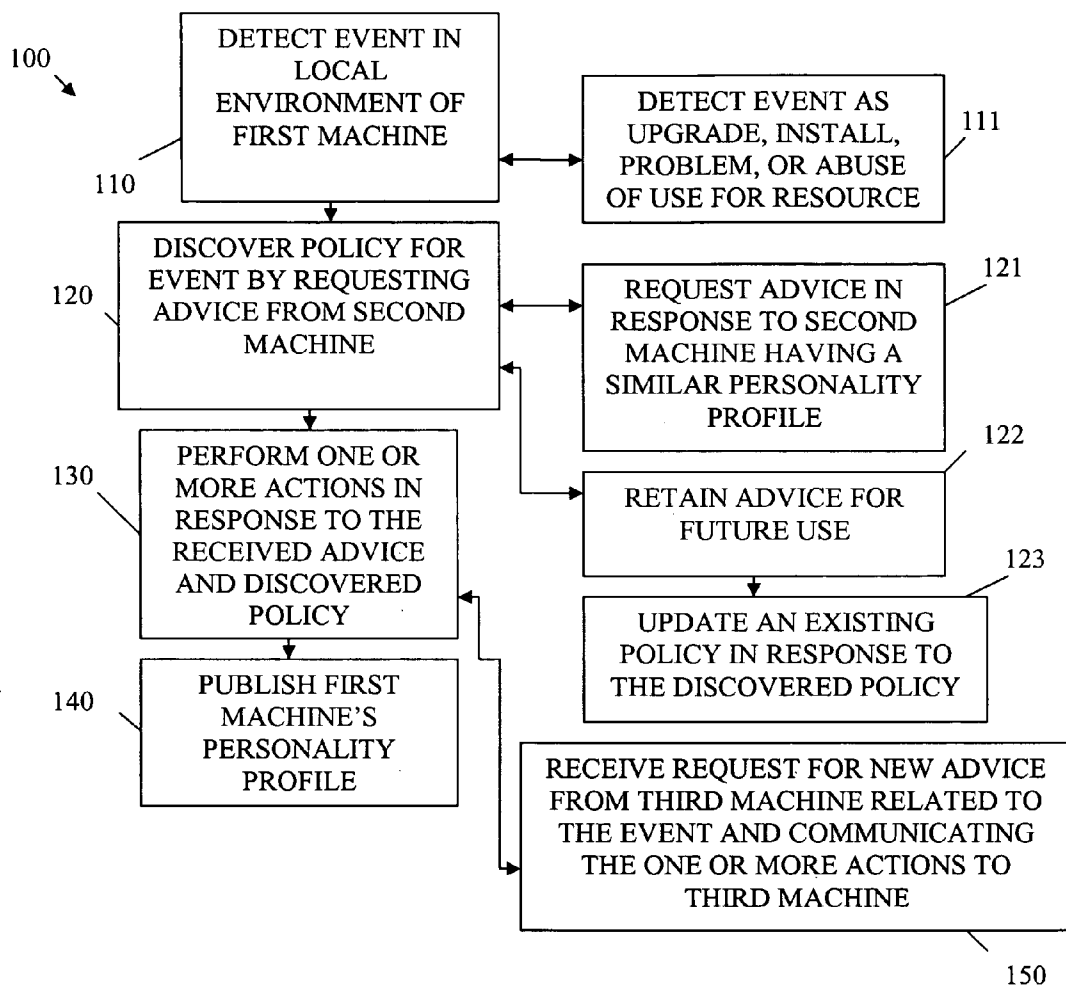 100
DETECT EVENT IN
LOCAL
ENVIRONMENT OF
FIRST MACHINE
110
DETECT EVENT AS
UPGRADE, INSTALL,
PROBLEM, OR ABUSE
OF USE FOR RESOURCE
111
DISCOVER POLICY FOR
EVENT BY REQUESTING
ADVICE FROM SECOND
MACHINE
120
REQUEST ADVICE IN
RESPONSE TO SECOND
MACHINE HAVING A
SIMILAR PERSONALITY
PROFILE
121
RETAIN ADVICE FOR
FUTURE USE
122
UPDATE AN EXISTING
POLICY IN RESPONSE TO
THE DISCOVERED POLICY
123
PERFORM ONE OR
MORE ACTIONS IN
RESPONSE TO THE
RECEIVED ADVICE
AND DISCOVERED
POLICY
130
PUBLISH FIRST
MACHINE'S
PERSONALITY
PROFILE
140
RECEIVE REQUEST FOR NEW ADVICE
FROM THIRD MACHINE RELATED TO
THE EVENT AND COMMUNICATING
THE ONE OR MORE ACTIONS TO
THIRD MACHINE
150